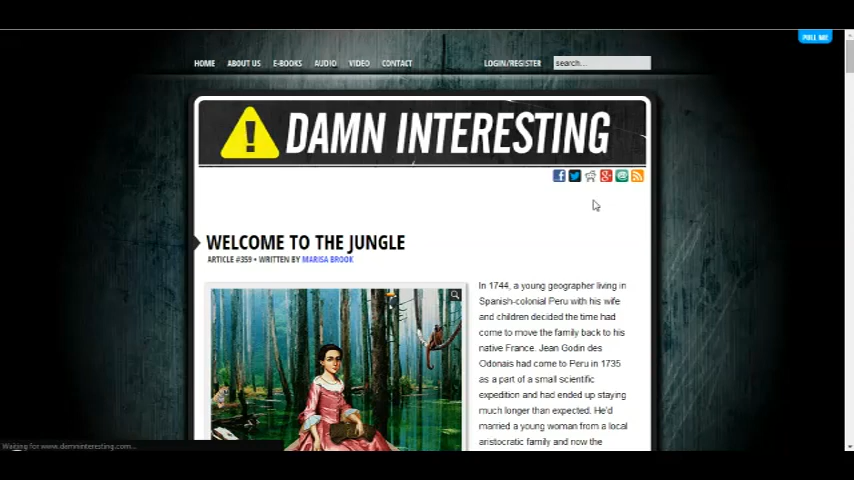 PULL ME
HOME ABOUT US E-BOOKS AUDIO VIDEO CONTACT LOGIN/REGISTER search...
! DAMN INTERESTING
WELCOME TO THE JUNGLE
ARTICLE #359 • WRITTEN BY MARISA BROOK
In 1744, a young geographer living in
Spanish-colonial Peru with his wife
and children decided the time had
come to move the family back to his
native France. Jean Godin des
Odonais had come to Peru in 1735
as a part of a small scientific
expedition and had ended up staying
much longer than expected. He'd
married a young woman from a local
aristocratic family and now the
Waiting for www.damninteresting.com...